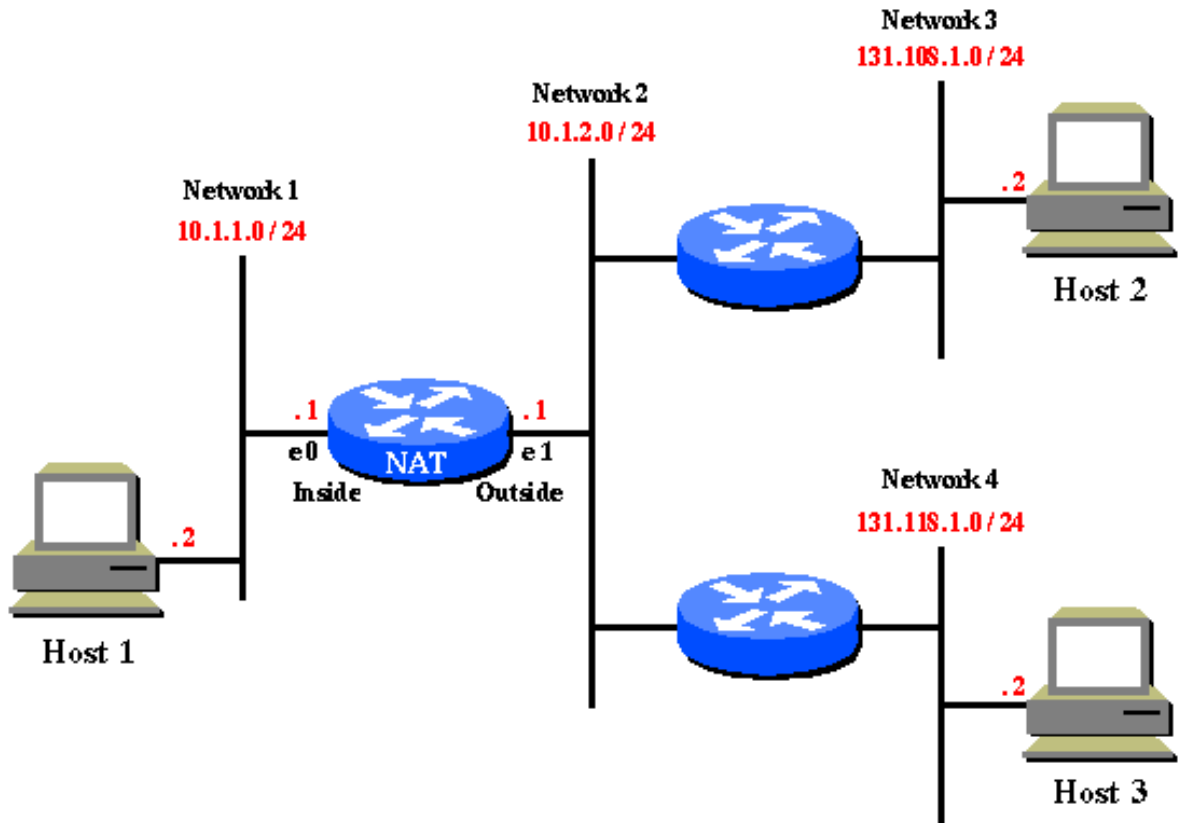 Network 3
131.108.1.0 / 24
Network 2
10.1.2.0 / 24
.2
Network 1
10.1.1.0 / 24
Host 2
.1
.1
e0
NAT
e1
Inside
Outside
Network 4
131.118.1.0 / 24
.2
Host 1
.2
Host 3